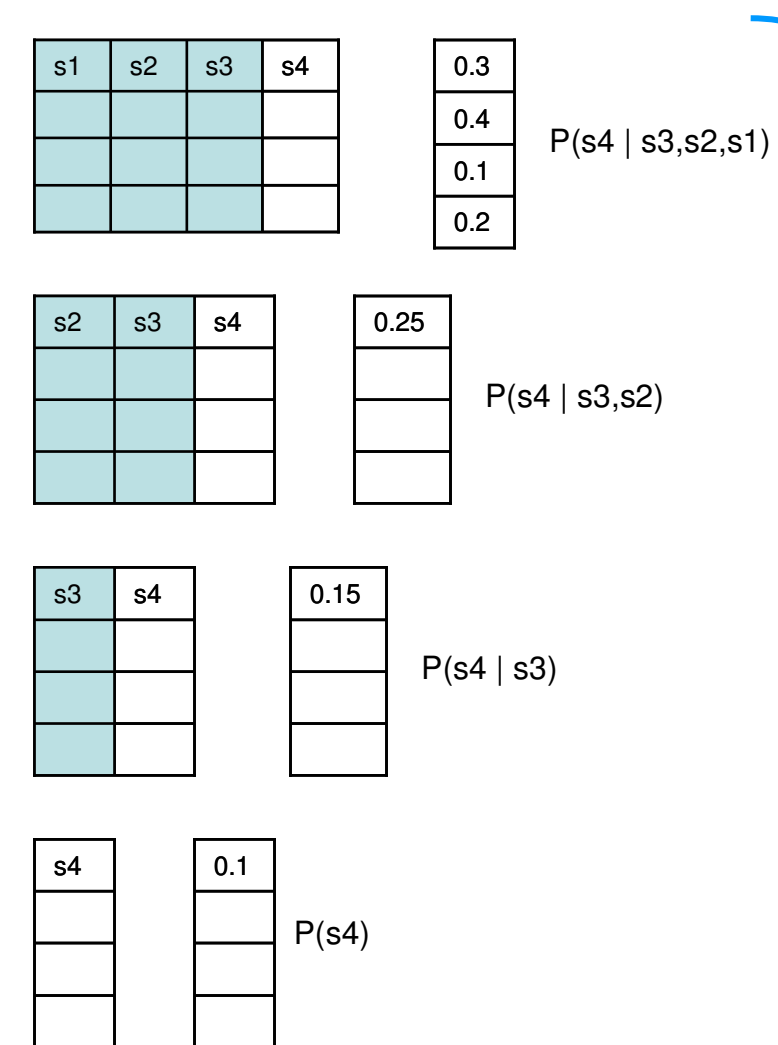 s1 s2 s3 s4 0.3
0.4
P(s4 | s3,s2,s1)
0.1
0.2
s2 s3 s4 0.25
P(s4 | s3,s2)
s3 s4 0.15
P(s4 | s3)
s4 0.1
P(s4)